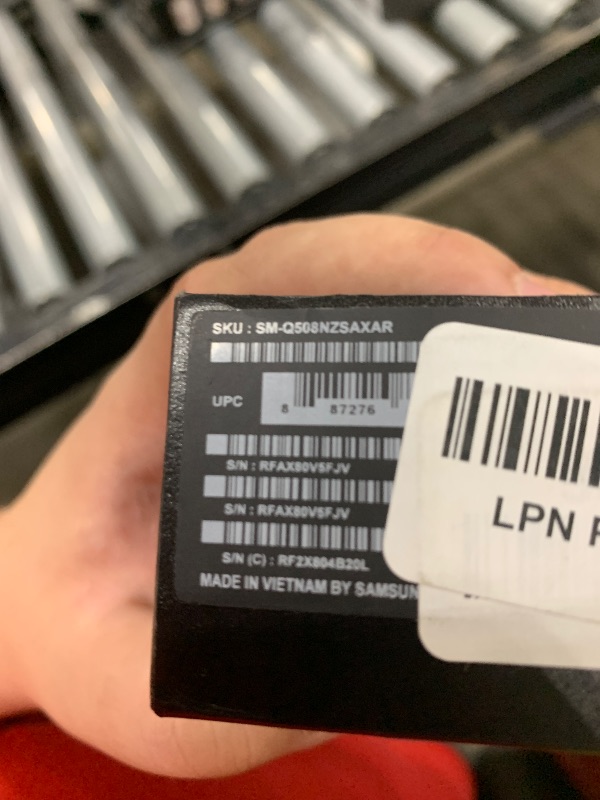 SKU : SM-Q508NZSAXAR
UPC
8 87276
S/N : RFAX80V5FJV
S/N : RFAX80V5FJV
S/N (C) : RF2X804B20L
MADE IN VIETNAM BY SAMSUN
LPN